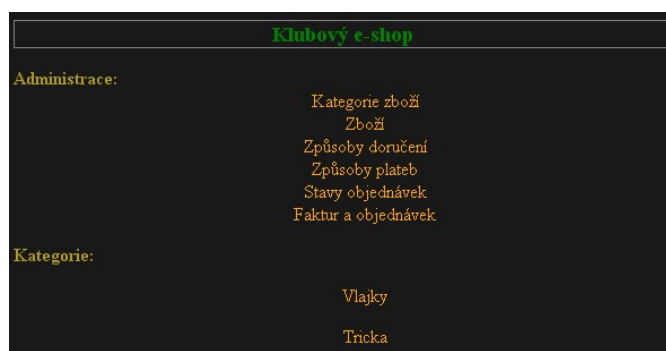 Klubový e-shop
Administrace:
Kategorie zboží
Zboží
Způsoby doručení
Způsoby plateb
Stavy objednávek
Faktur a objednávek
Kategorie:
Vlajky
Tricka